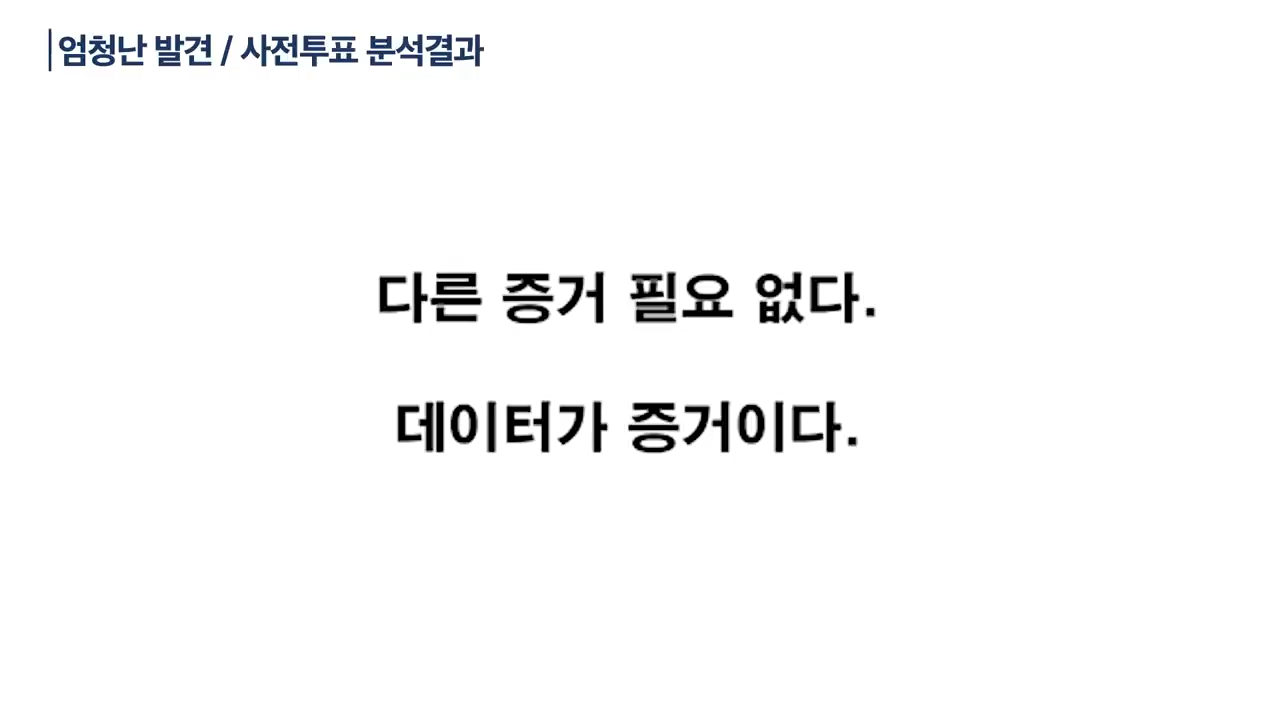 엄청난 발견 / 사전투표 분석결과
다른 증거 필요 없다.
데이터가 증거이다.